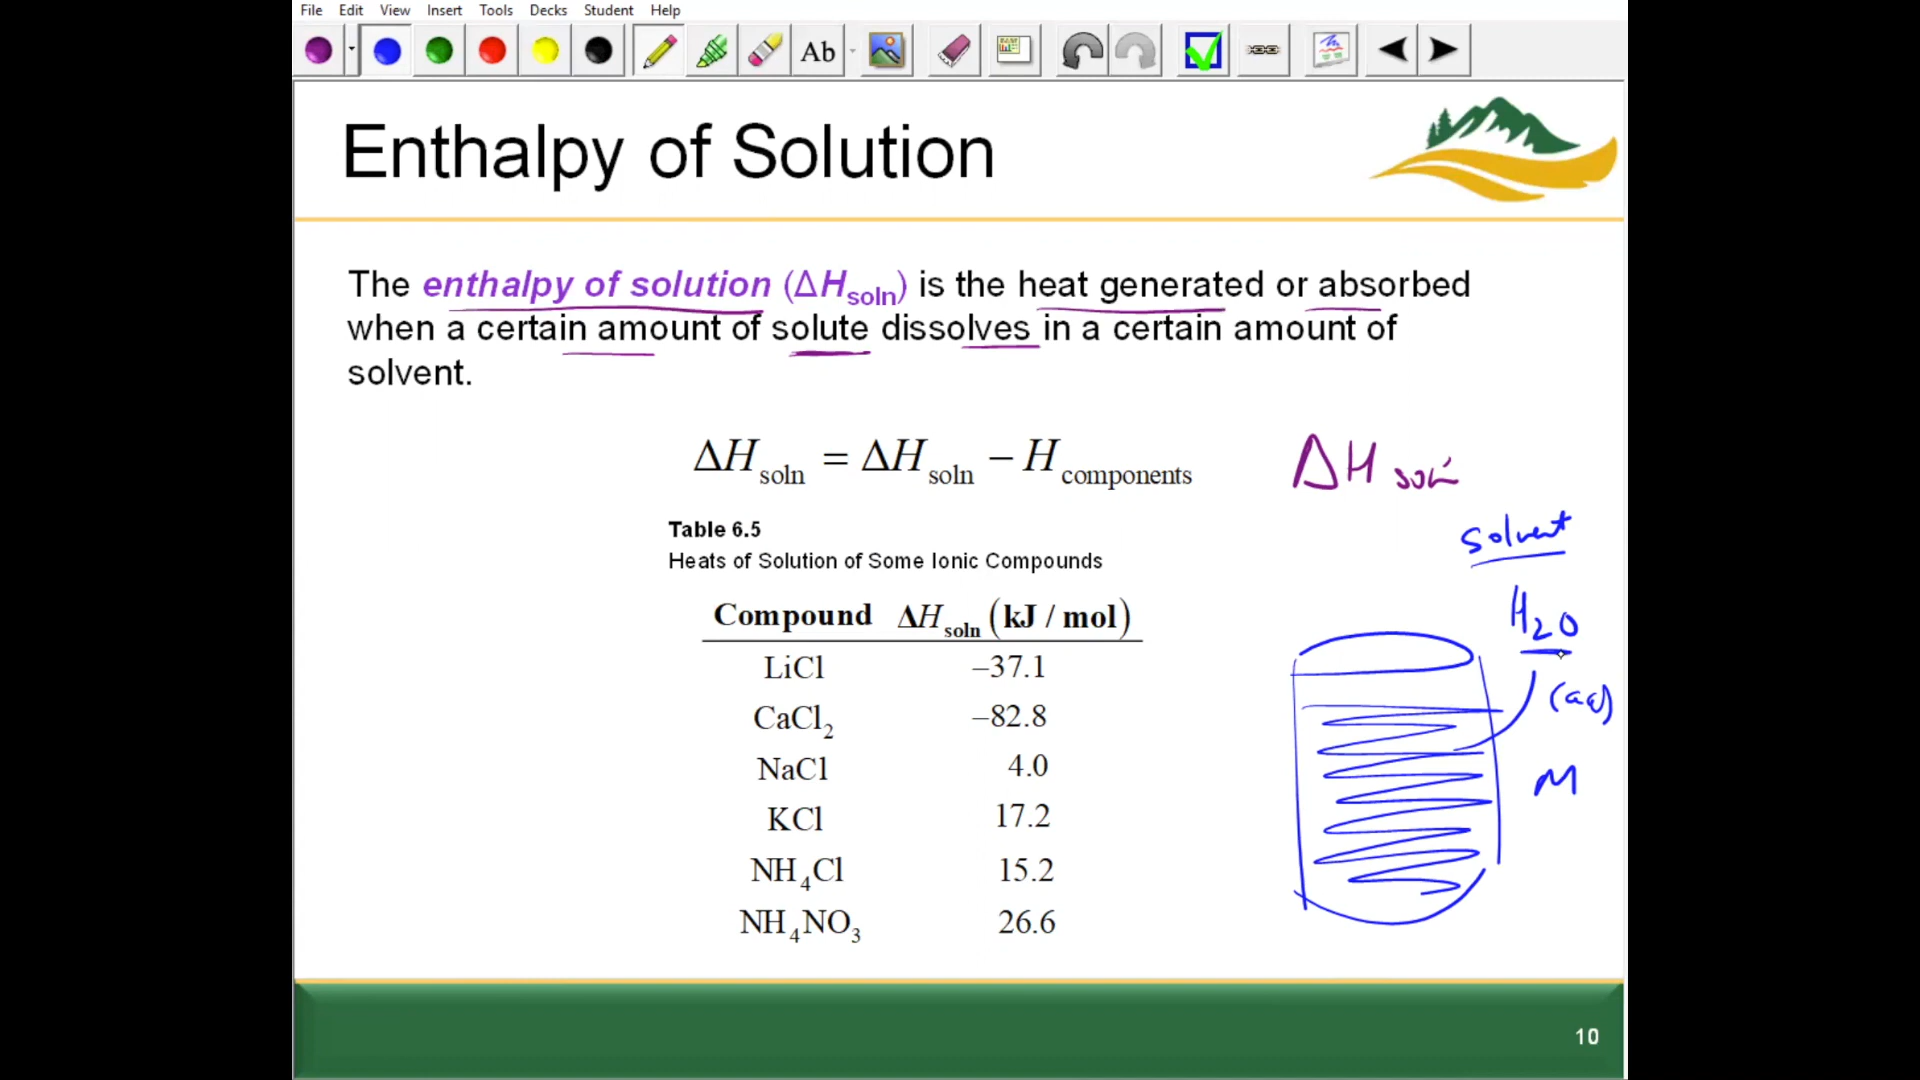 File Edit View Insert Tools Decks Student Help
Ab
Enthalpy of Solution
The enthalpy of solution (ΔHsoln) is the heat generated or absorbed
when a certain amount of solute dissolves in a certain amount of
solvent.
ΔHsoln = ΔHsoln − Hcomponents
ΔH soln
Solvent
Table 6.5
Heats of Solution of Some Ionic Compounds
H2O
Compound ΔHsoln (kJ / mol)
LiCl −37.1
(aq)
CaCl2 −82.8
NaCl 4.0
M
KCl 17.2
NH4Cl 15.2
NH4NO3 26.6
10